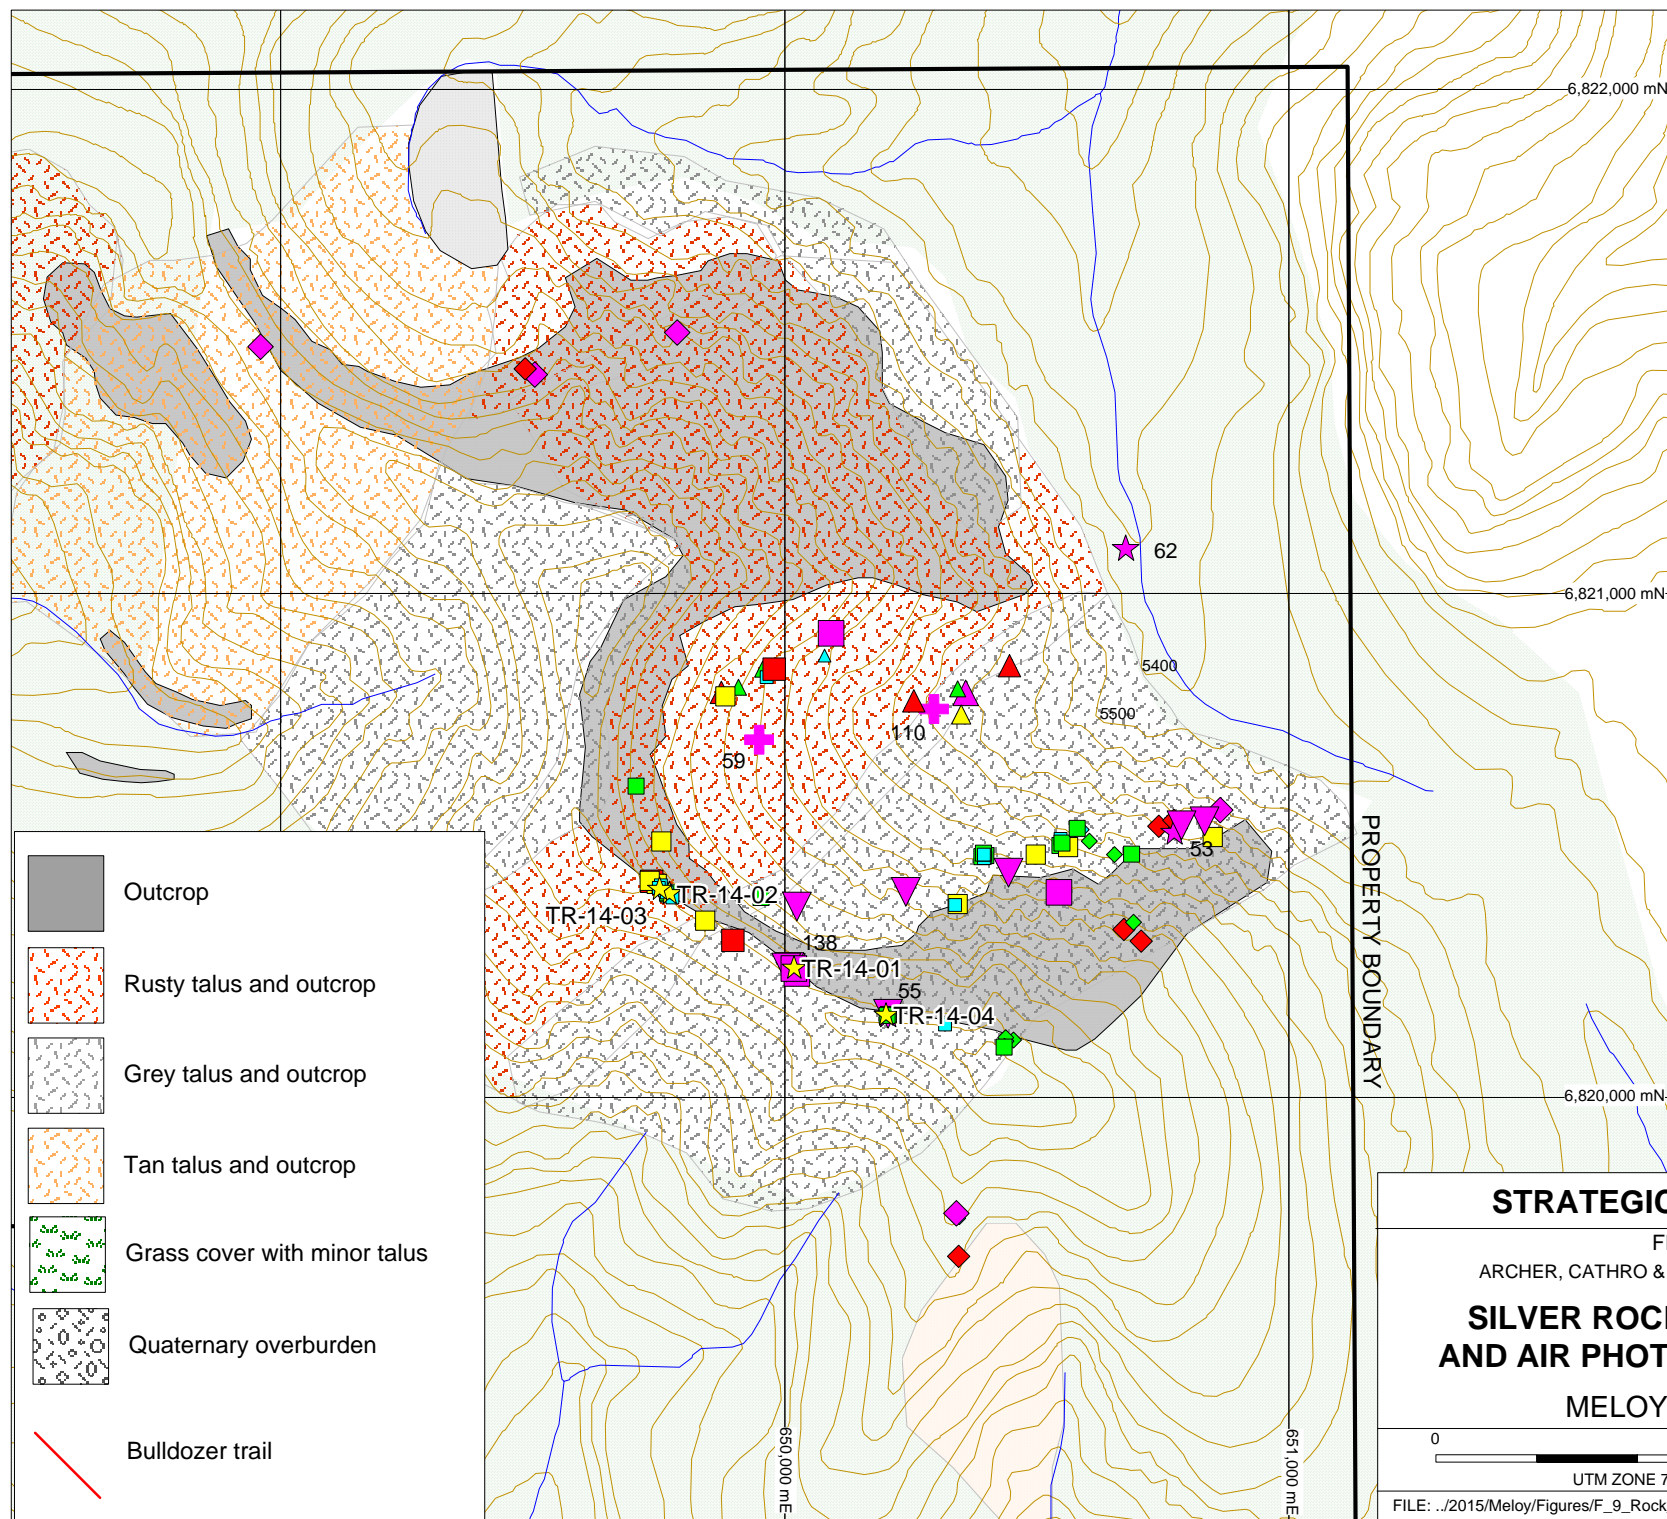 6,822,000 mN
62
6,821,000 mN
5400
5500
110
59
53
PROPERTY BOUNDARY
TR-14-02
TR-14-03
138
TR-14-01
55
TR-14-04
6,820,000 mN
650,000 mE
651,000 mE
Outcrop
Rusty talus and outcrop
Grey talus and outcrop
Tan talus and outcrop
Grass cover with minor talus
Quaternary overburden
Bulldozer trail
STRATEGIC
ARCHER, CATHRO &
SILVER ROC
AND AIR PHOT
MELOY
0
UTM ZONE 7
FILE: ../2015/Meloy/Figures/F_9_Rock